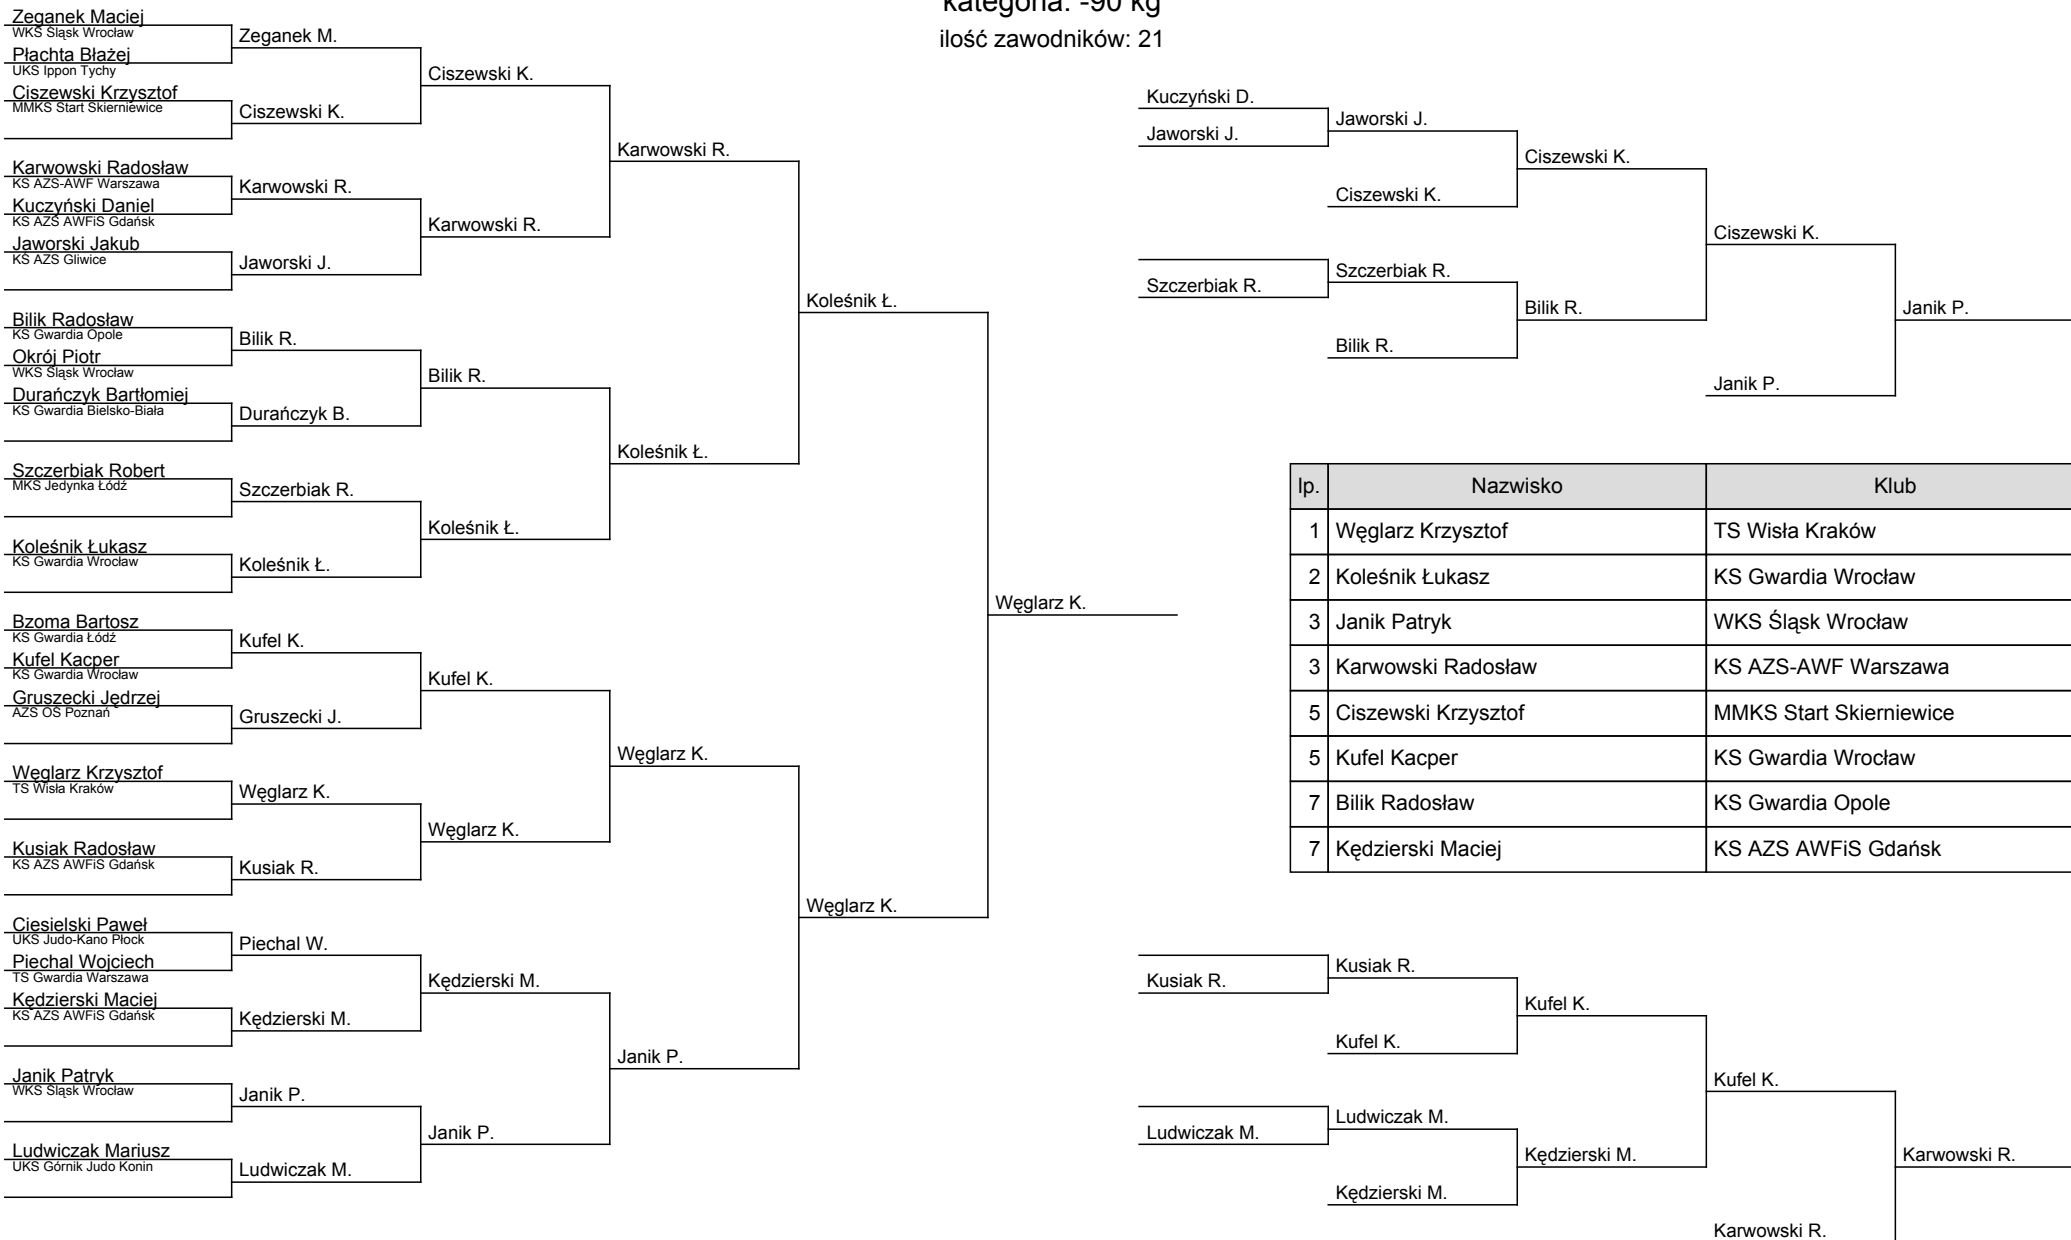 kategoria: -90 kg
ilość zawodników: 21
Zeganek Maciej
WKS Śląsk Wrocław
Płachta Błażej
UKS Ippon Tychy
Ciszewski Krzysztof
MMKS Start Skierniewice
Karwowski Radosław
KS AZS-AWF Warszawa
Kuczyński Daniel
KS AZS AWFiS Gdańsk
Jaworski Jakub
KS AZS Gliwice
Bilik Radosław
KS Gwardia Opole
Okrój Piotr
WKS Śląsk Wrocław
Durańczyk Bartłomiej
KS Gwardia Bielsko-Biała
Szczerbiak Robert
MKS Jedynka Łódź
Koleśnik Łukasz
KS Gwardia Wrocław
Bzoma Bartosz
KS Gwardia Łódź
Kufel Kacper
KS Gwardia Wrocław
Gruszecki Jędrzej
AZS OŚ Poznań
Węglarz Krzysztof
TS Wisła Kraków
Kusiak Radosław
KS AZS AWFiS Gdańsk
Ciesielski Paweł
UKS Judo-Kano Płock
Piechal Wojciech
TS Gwardia Warszawa
Kędzierski Maciej
KS AZS AWFiS Gdańsk
Janik Patryk
WKS Śląsk Wrocław
Ludwiczak Mariusz
UKS Górnik Judo Konin
Zeganek M.
Ciszewski K.
Karwowski R.
Jaworski J.
Bilik R.
Durańczyk B.
Szczerbiak R.
Koleśnik Ł.
Kufel K.
Gruszecki J.
Węglarz K.
Kusiak R.
Piechal W.
Kędzierski M.
Janik P.
Ludwiczak M.
Ciszewski K.
Karwowski R.
Bilik R.
Koleśnik Ł.
Kufel K.
Węglarz K.
Kędzierski M.
Janik P.
Karwowski R.
Koleśnik Ł.
Węglarz K.
Janik P.
Koleśnik Ł.
Węglarz K.
Węglarz K.
Kuczyński D.
Jaworski J.
Szczerbiak R.
Jaworski J.
Ciszewski K.
Szczerbiak R.
Bilik R.
Ciszewski K.
Bilik R.
Ciszewski K.
Janik P.
Janik P.
lp. Nazwisko Klub
1 Węglarz Krzysztof TS Wisła Kraków
2 Koleśnik Łukasz KS Gwardia Wrocław
3 Janik Patryk WKS Śląsk Wrocław
3 Karwowski Radosław KS AZS-AWF Warszawa
5 Ciszewski Krzysztof MMKS Start Skierniewice
5 Kufel Kacper KS Gwardia Wrocław
7 Bilik Radosław KS Gwardia Opole
7 Kędzierski Maciej KS AZS AWFiS Gdańsk
Kusiak R.
Ludwiczak M.
Kusiak R.
Kufel K.
Ludwiczak M.
Kędzierski M.
Kufel K.
Kędzierski M.
Kufel K.
Karwowski R.
Karwowski R.